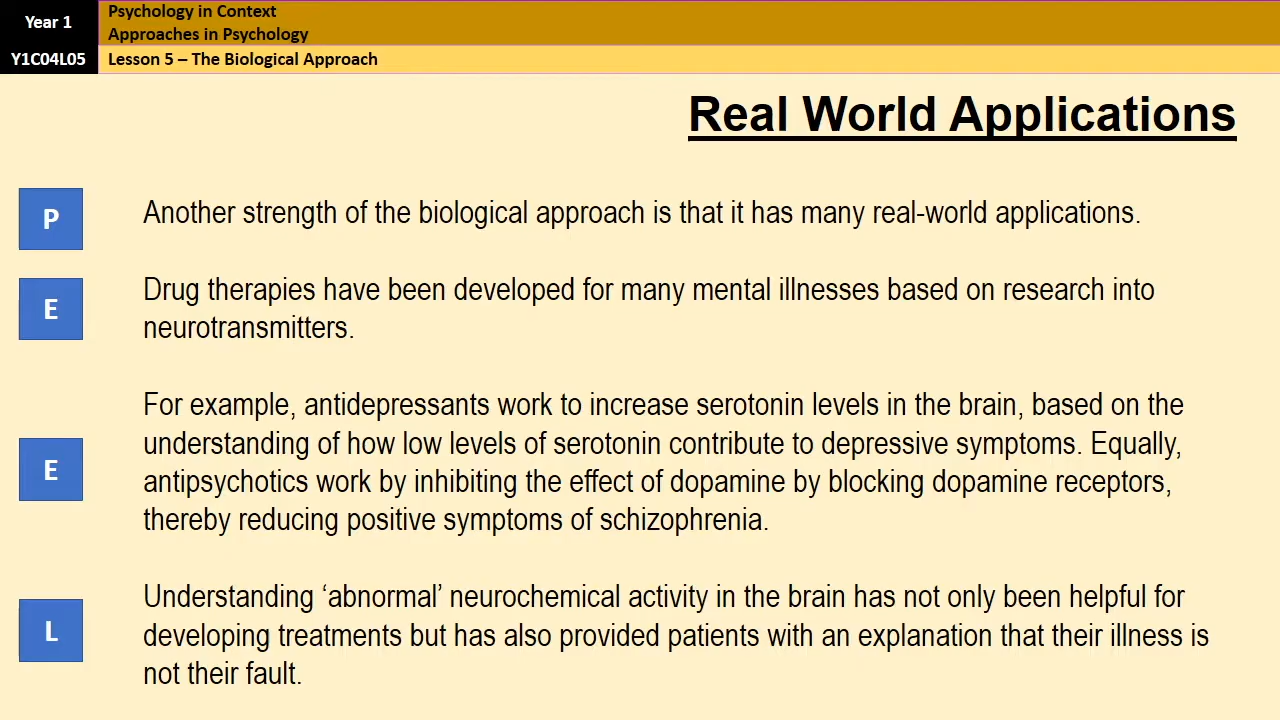 Year 1
Psychology in Context
Approaches in Psychology
Y1C04L05
Lesson 5 – The Biological Approach
Real World Applications
P
Another strength of the biological approach is that it has many real-world applications.
E
Drug therapies have been developed for many mental illnesses based on research into
neurotransmitters.
E
For example, antidepressants work to increase serotonin levels in the brain, based on the
understanding of how low levels of serotonin contribute to depressive symptoms. Equally,
antipsychotics work by inhibiting the effect of dopamine by blocking dopamine receptors,
thereby reducing positive symptoms of schizophrenia.
L
Understanding ‘abnormal’ neurochemical activity in the brain has not only been helpful for
developing treatments but has also provided patients with an explanation that their illness is
not their fault.